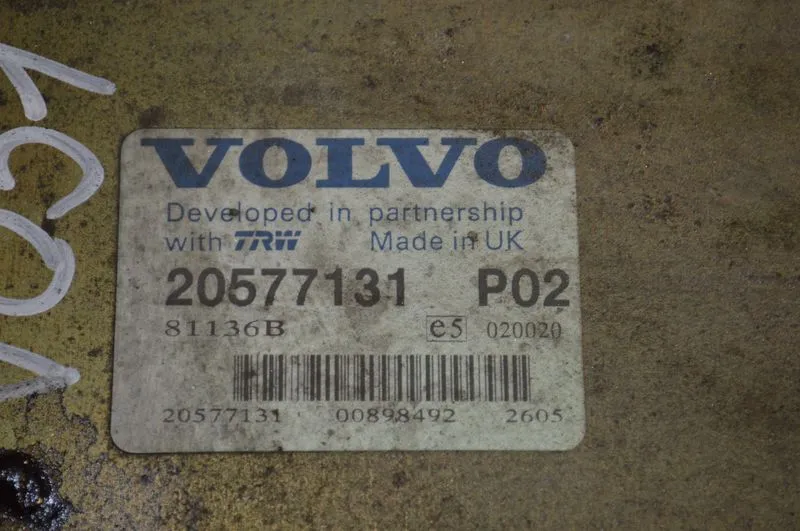 VOLVO
Developed in partnership
with TRW Made in UK
20577131 P02
81136B e5 020020
20577131 00898492 2605